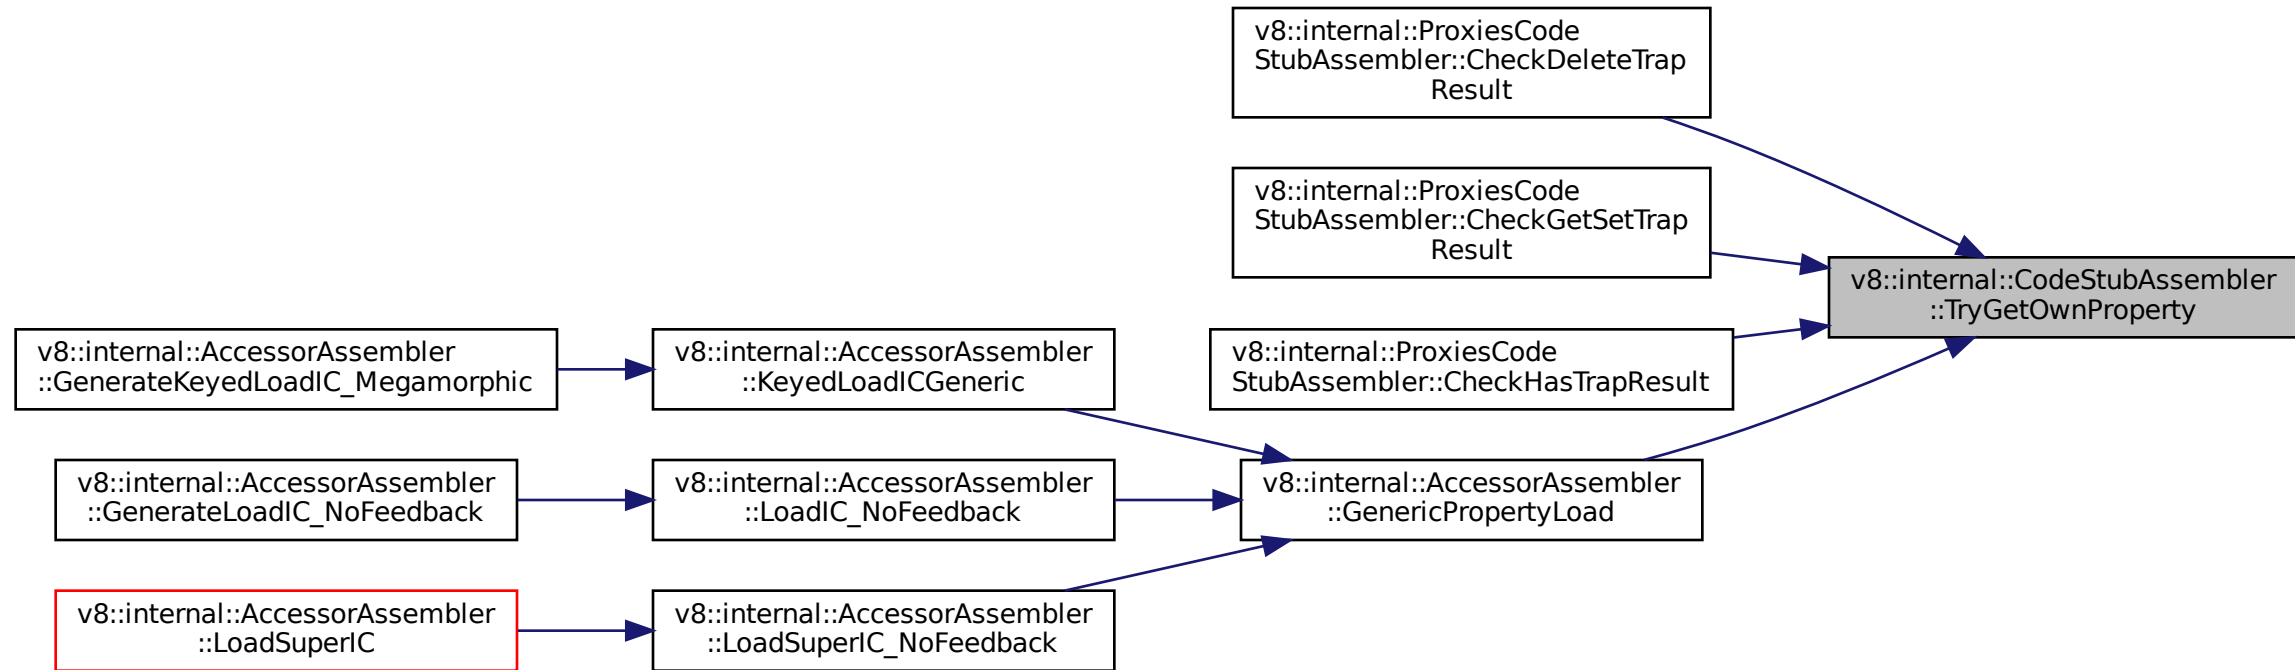 v8::internal::ProxiesCode
StubAssembler::CheckDeleteTrap
Result
v8::internal::ProxiesCode
StubAssembler::CheckGetSetTrap
Result
v8::internal::CodeStubAssembler
::TryGetOwnProperty
v8::internal::AccessorAssembler
::GenerateKeyedLoadIC_Megamorphic
v8::internal::AccessorAssembler
::KeyedLoadICGeneric
v8::internal::ProxiesCode
StubAssembler::CheckHasTrapResult
v8::internal::AccessorAssembler
::GenerateLoadIC_NoFeedback
v8::internal::AccessorAssembler
::LoadIC_NoFeedback
v8::internal::AccessorAssembler
::GenericPropertyLoad
v8::internal::AccessorAssembler
::LoadSuperIC
v8::internal::AccessorAssembler
::LoadSuperIC_NoFeedback